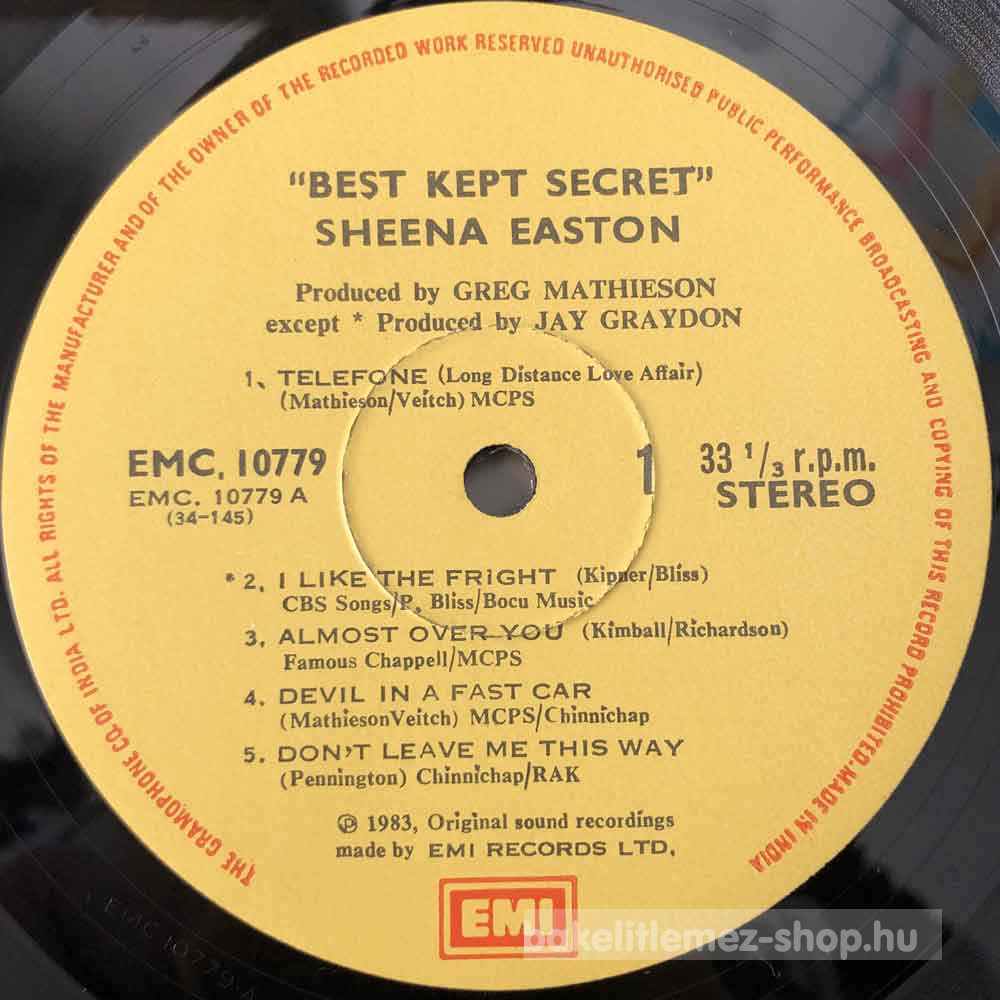 THE GRAMOPHONE CO. OF INDIA LTD. ALL RIGHTS OF THE MANUFACTURER AND OF THE OWNER OF THE RECORDED WORK RESERVED UNAUTHORISED PUBLIC PERFORMANCE BROADCASTING AND COPYING OF THIS RECORD PROHIBITED. MADE IN INDIA
"BEST KEPT SECRET"
SHEENA EASTON
Produced by GREG MATHIESON
except * Produced by JAY GRAYDON
1. TELEFONE (Long Distance Love Affair)
(Mathieson/Veitch) MCPS
EMC. 10779
EMC. 10779 A
(34-145)
1
33 1/3 r.p.m.
STEREO
*2. I LIKE THE FRiGHT (Kipner/Bliss)
CBS Songs/P. Bliss/Bocu Music
3. ALMOST OVER YOU (Kimball/Richardson)
Famous Chappell/MCPS
4. DEVIL IN A FAST CAR
(MathiesonVeitch) MCPS/Chinnichap
5. DON'T LEAVE ME THIS WAY
(Pennington) Chinnichap/RAK
℗ 1983, Original sound recordings
made by EMI RECORDS LTD.
EMI
bakelitlemez-shop.hu
EMC 10779 A